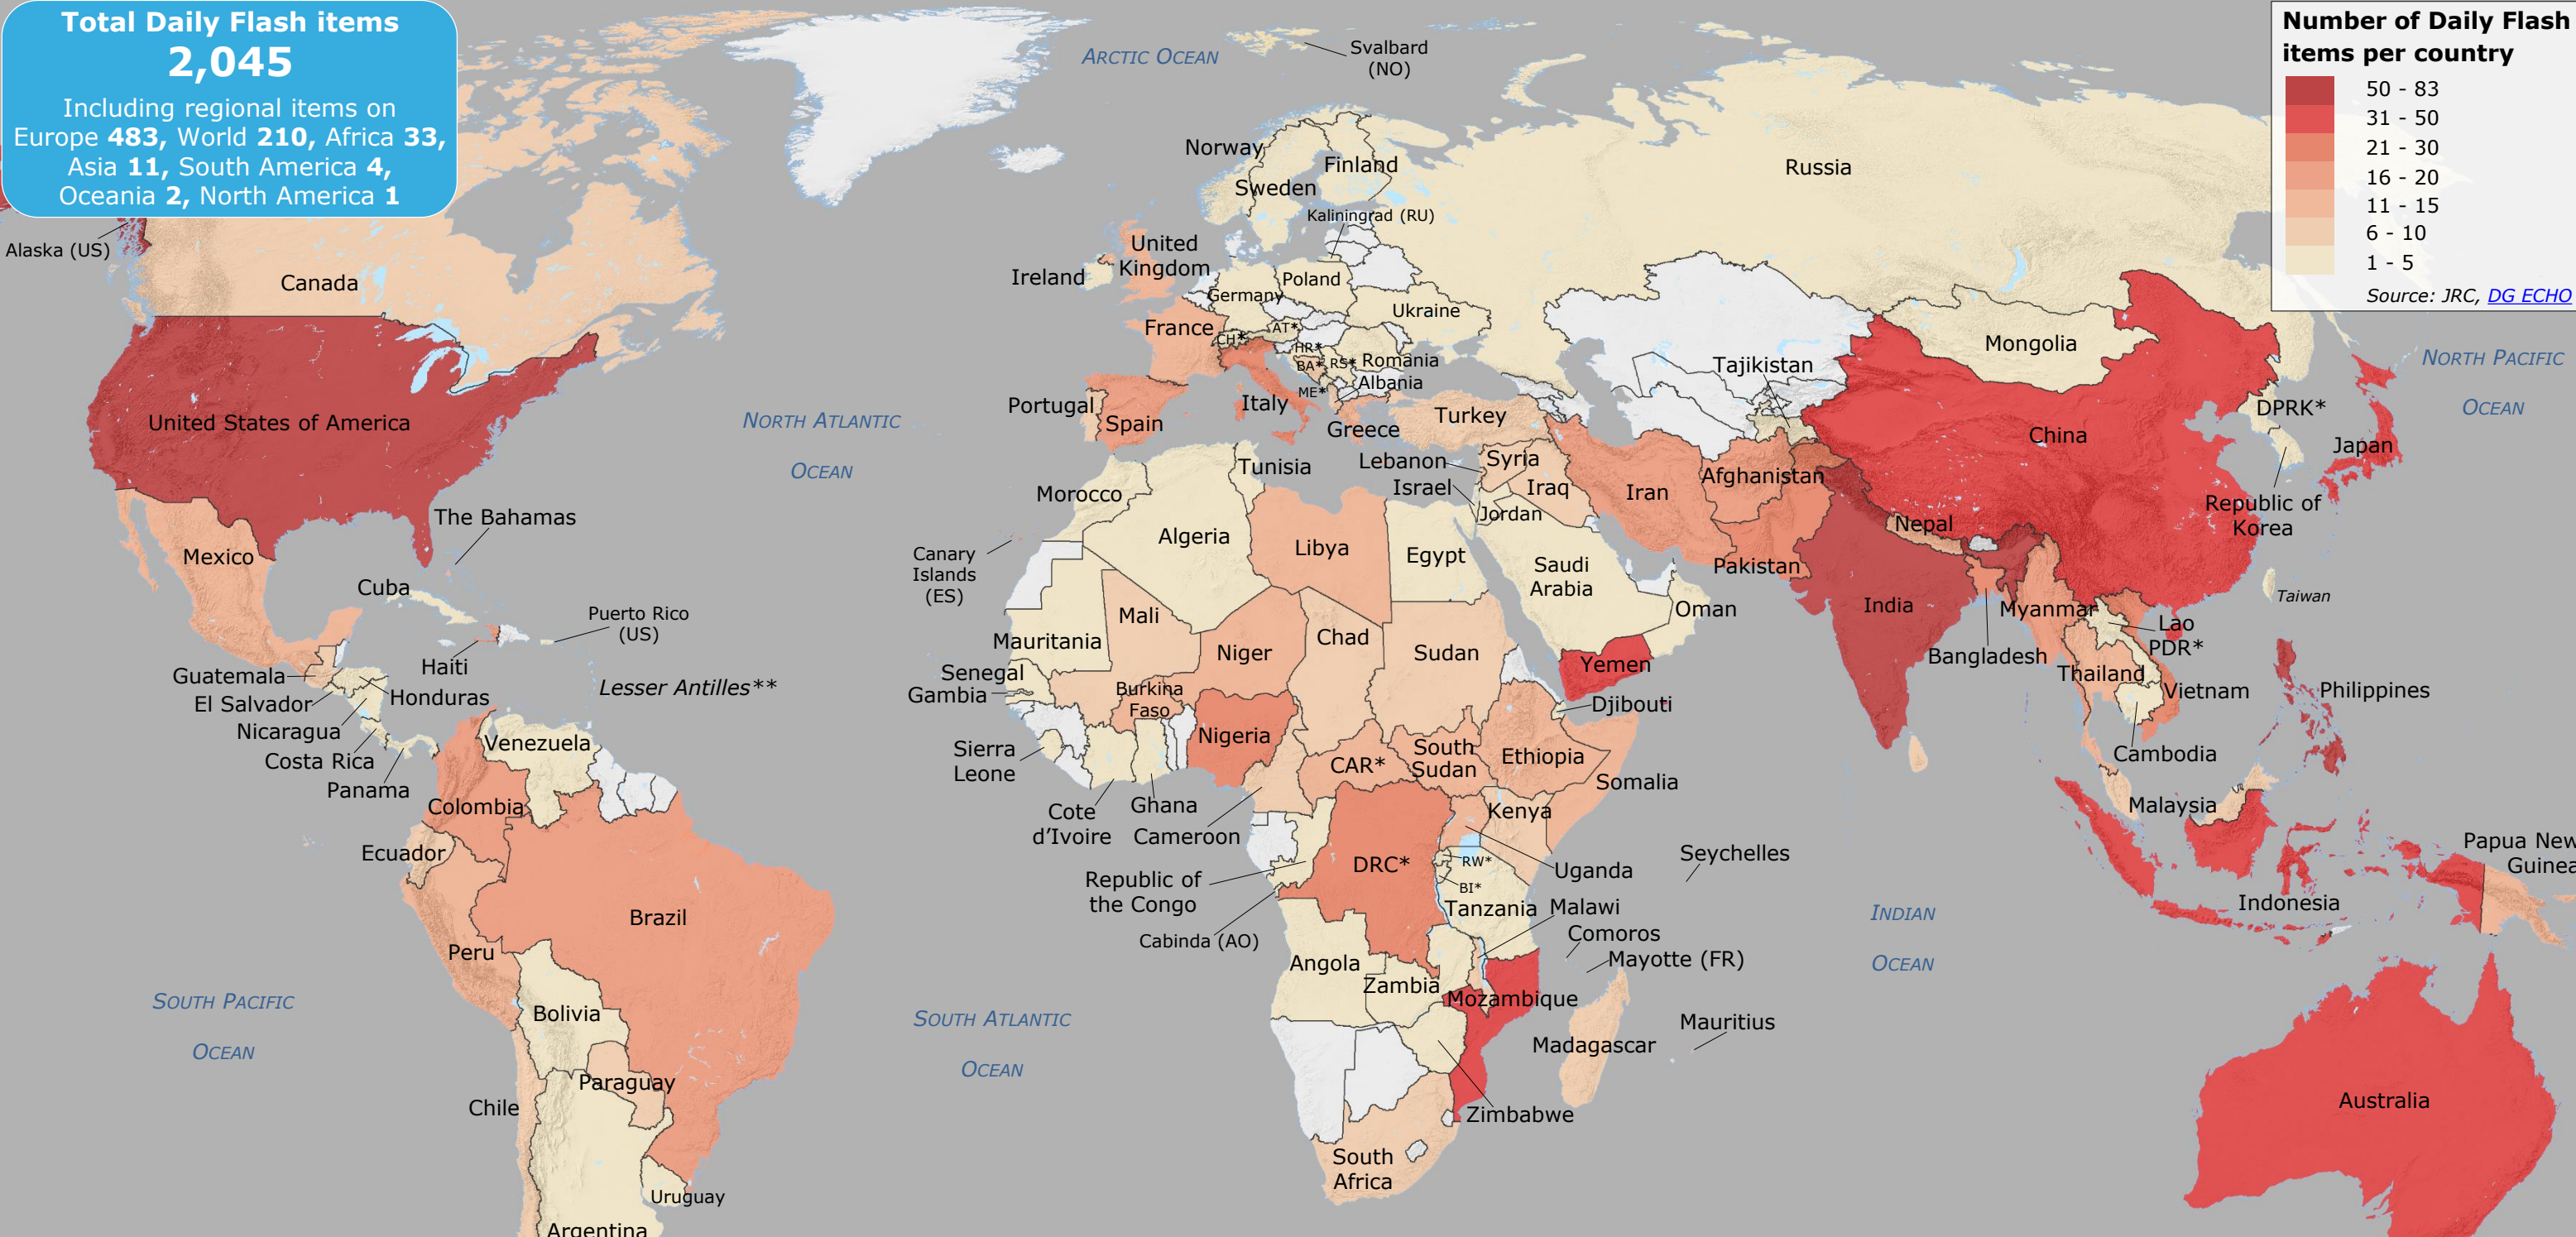 Total Daily Flash items
2,045
Including regional items on
Europe 483, World 210, Africa 33,
Asia 11, South America 4,
Oceania 2, North America 1
Number of Daily Flash
items per country
50 - 83
31 - 50
21 - 30
16 - 20
11 - 15
6 - 10
1 - 5
Source: JRC, DG ECHO
ARCTIC OCEAN
Svalbard
(NO)
Norway
Finland
Sweden
Russia
Kaliningrad (RU)
Alaska (US)
Canada
United
Kingdom
Ireland
Poland
Germany
Ukraine
France
AT*
CH*
HR*
BA*
RS*
Romania
ME*
Albania
Mongolia
Tajikistan
NORTH PACIFIC
OCEAN
United States of America
NORTH ATLANTIC
OCEAN
Portugal
Spain
Italy
Greece
Turkey
DPRK*
China
Japan
Tunisia
Lebanon
Syria
Israel
Iraq
Iran
Afghanistan
Morocco
Jordan
Republic of
Korea
The Bahamas
Nepal
Mexico
Algeria
Libya
Egypt
Saudi
Arabia
Pakistan
Canary
Islands
(ES)
Cuba
Puerto Rico
(US)
Mali
Oman
India
Myanmar
Taiwan
Lao
PDR*
Mauritania
Niger
Chad
Sudan
Yemen
Bangladesh
Haiti
Guatemala
Senegal
Gambia
Honduras
Lesser Antilles**
El Salvador
Burkina
Faso
Thailand
Vietnam
Philippines
Nicaragua
Djibouti
Costa Rica
Venezuela
Sierra
Leone
Nigeria
South
Sudan
Ethiopia
Cambodia
Panama
CAR*
Somalia
Colombia
Cote
d'Ivoire
Ghana
Cameroon
Kenya
Malaysia
Ecuador
DRC*
RW*
Uganda
Seychelles
Papua New
Guinea
Republic of
the Congo
BI*
Tanzania
Malawi
Indonesia
Brazil
INDIAN
OCEAN
Cabinda (AO)
Comoros
Peru
Mayotte (FR)
Angola
Zambia
Mozambique
SOUTH PACIFIC
OCEAN
Bolivia
SOUTH ATLANTIC
OCEAN
Mauritius
Madagascar
Paraguay
Chile
Zimbabwe
Australia
South
Africa
Uruguay
Argentina